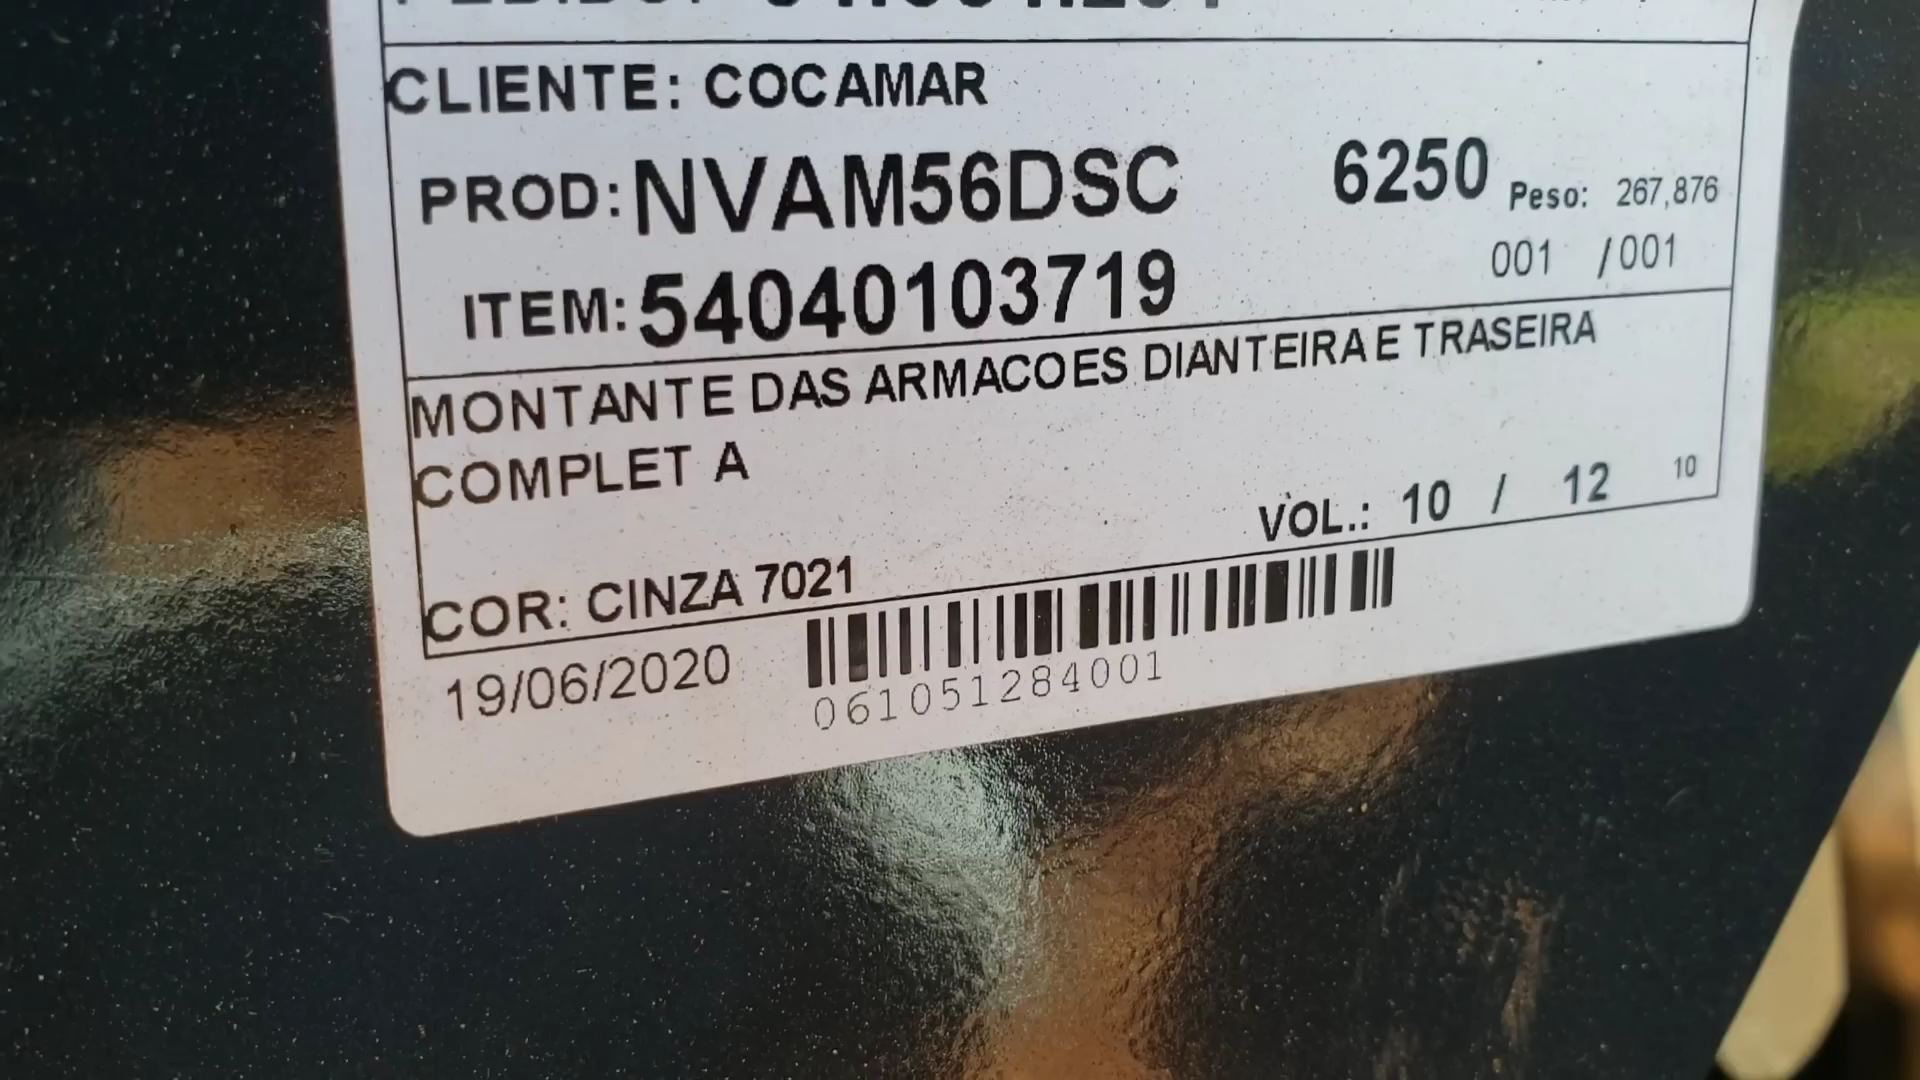 CLIENTE: COCAMAR
PROD: NVAM56DSC 6250 Peso: 267,876
ITEM: 54040103719 001 /001
MONTANTE DAS ARMACOES DIANTEIRA E TRASEIRA
COMPLET A
VOL.: 10 / 12 10
COR: CINZA 7021
19/06/2020
061051284001